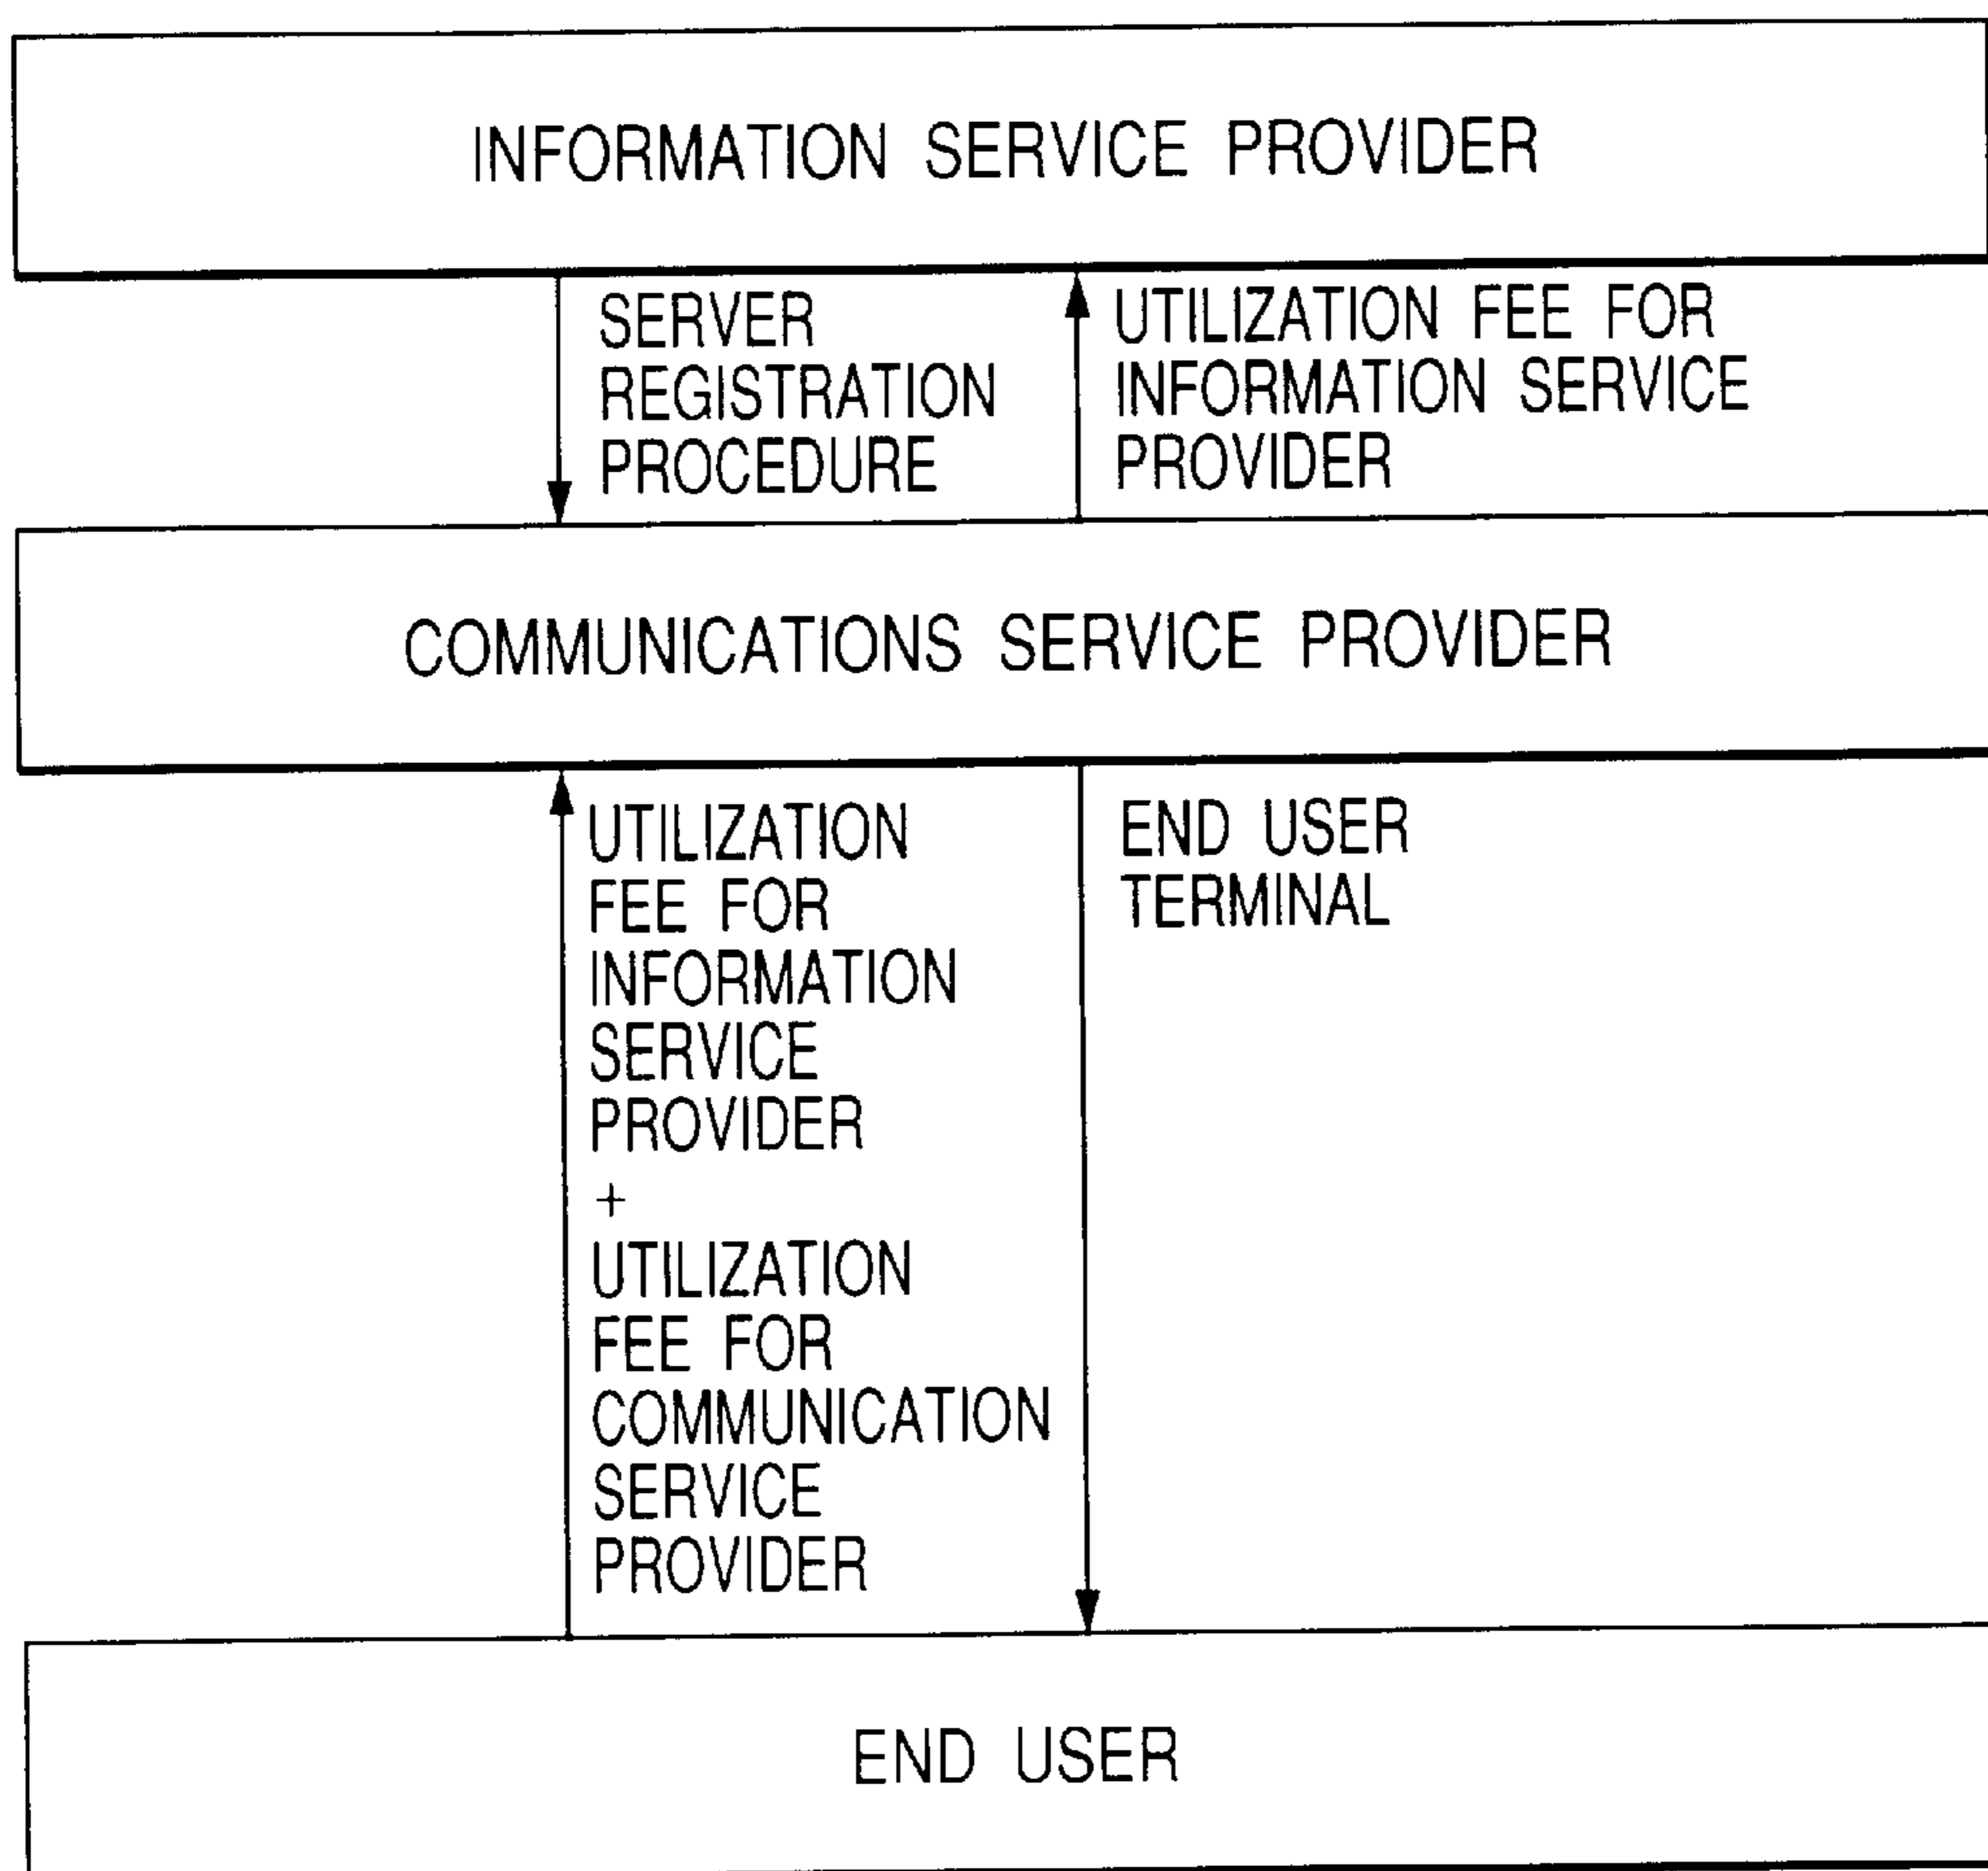 INFORMATION SERVICE PROVIDER
SERVER
REGISTRATION
PROCEDURE
UTILIZATION FEE FOR
INFORMATION SERVICE
PROVIDER
COMMUNICATIONS SERVICE PROVIDER
UTILIZATION
FEE FOR
INFORMATION
SERVICE
PROVIDER
+
UTILIZATION
FEE FOR
COMMUNICATION
SERVICE
PROVIDER
END USER
TERMINAL
END USER